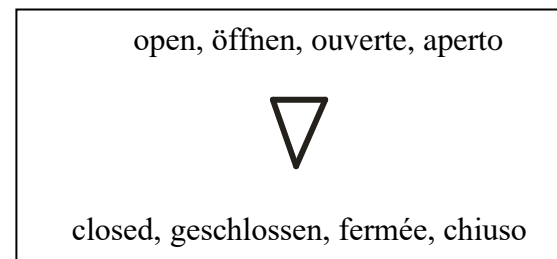 open, öffnen, ouverte, aperto
closed, geschlossen, fermée, chiuso